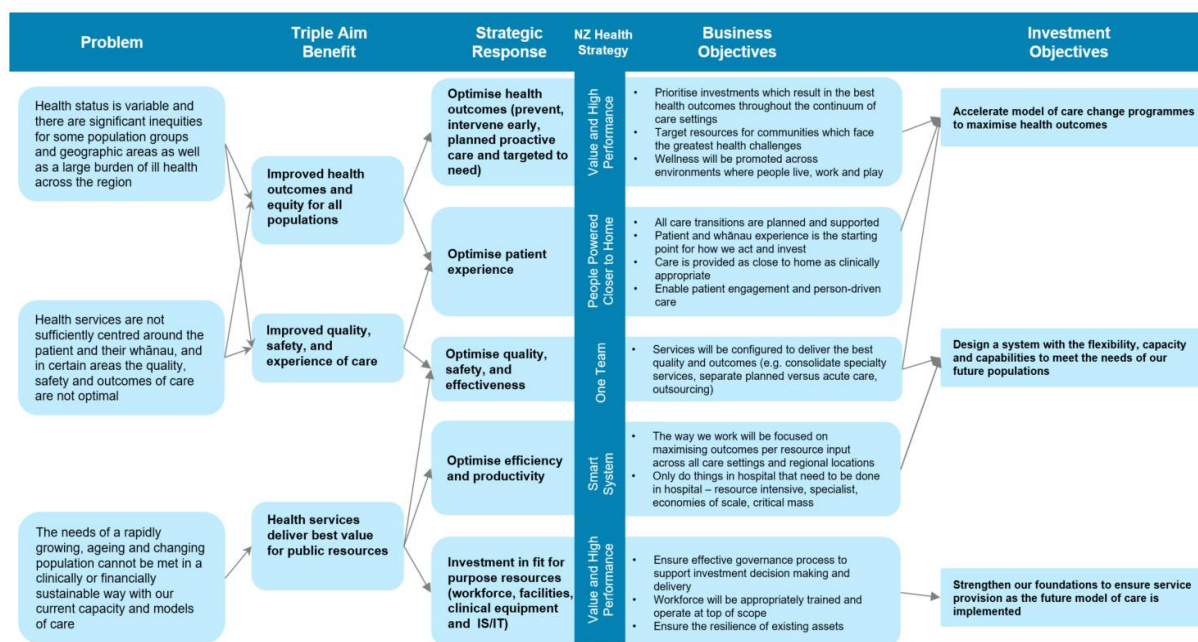 Problem
Triple Aim
Benefit
Strategic
Response
NZ Health
Strategy
Business
Objectives
Investment
Objectives
Health status is variable and
there are significant inequities
for some population groups
and geographic areas as well
as a large burden of ill health
across the region
Health services are not
sufficiently centred around the
patient and their whānau, and
in certain areas the quality,
safety and outcomes of care
are not optimal
The needs of a rapidly
growing, ageing and changing
population cannot be met in a
clinically or financially
sustainable way with our
current capacity and models
of care
Improved health
outcomes and
equity for all
populations
Improved quality,
safety, and
experience of care
Health services
deliver best value
for public resources
Optimise health
outcomes (prevent,
intervene early,
planned proactive
care and targeted to
need)
Optimise patient
experience
Optimise quality,
safety, and
effectiveness
Optimise efficiency
and productivity
Investment in fit for
purpose resources
(workforce, facilities,
clinical equipment
and IS/IT)
Value and High
Performance
People Powered
Closer to Home
One Team
Smart
System
Value and High
Performance
• Prioritise investments which result in the best
health outcomes throughout the continuum of
care settings
• Target resources for communities which face
the greatest health challenges
• Wellness will be promoted across
environments where people live, work and play
• All care transitions are planned and supported
• Patient and whānau experience is the starting
point for how we act and invest
• Care is provided as close to home as clinically
appropriate
• Enable patient engagement and person-driven
care
• Services will be configured to deliver the best
quality and outcomes (e.g. consolidate specialty
services, separate planned versus acute care,
outsourcing)
• The way we work will be focused on
maximising outcomes per resource input
across all care settings and regional locations
• Only do things in hospital that need to be done
in hospital – resource intensive, specialist,
economies of scale, critical mass
• Ensure effective governance process to
support investment decision making and
delivery
• Workforce will be appropriately trained and
operate at top of scope
• Ensure the resilience of existing assets
Accelerate model of care change programmes
to maximise health outcomes
Design a system with the flexibility, capacity
and capabilities to meet the needs of our
future populations
Strengthen our foundations to ensure service
provision as the future model of care is
implemented